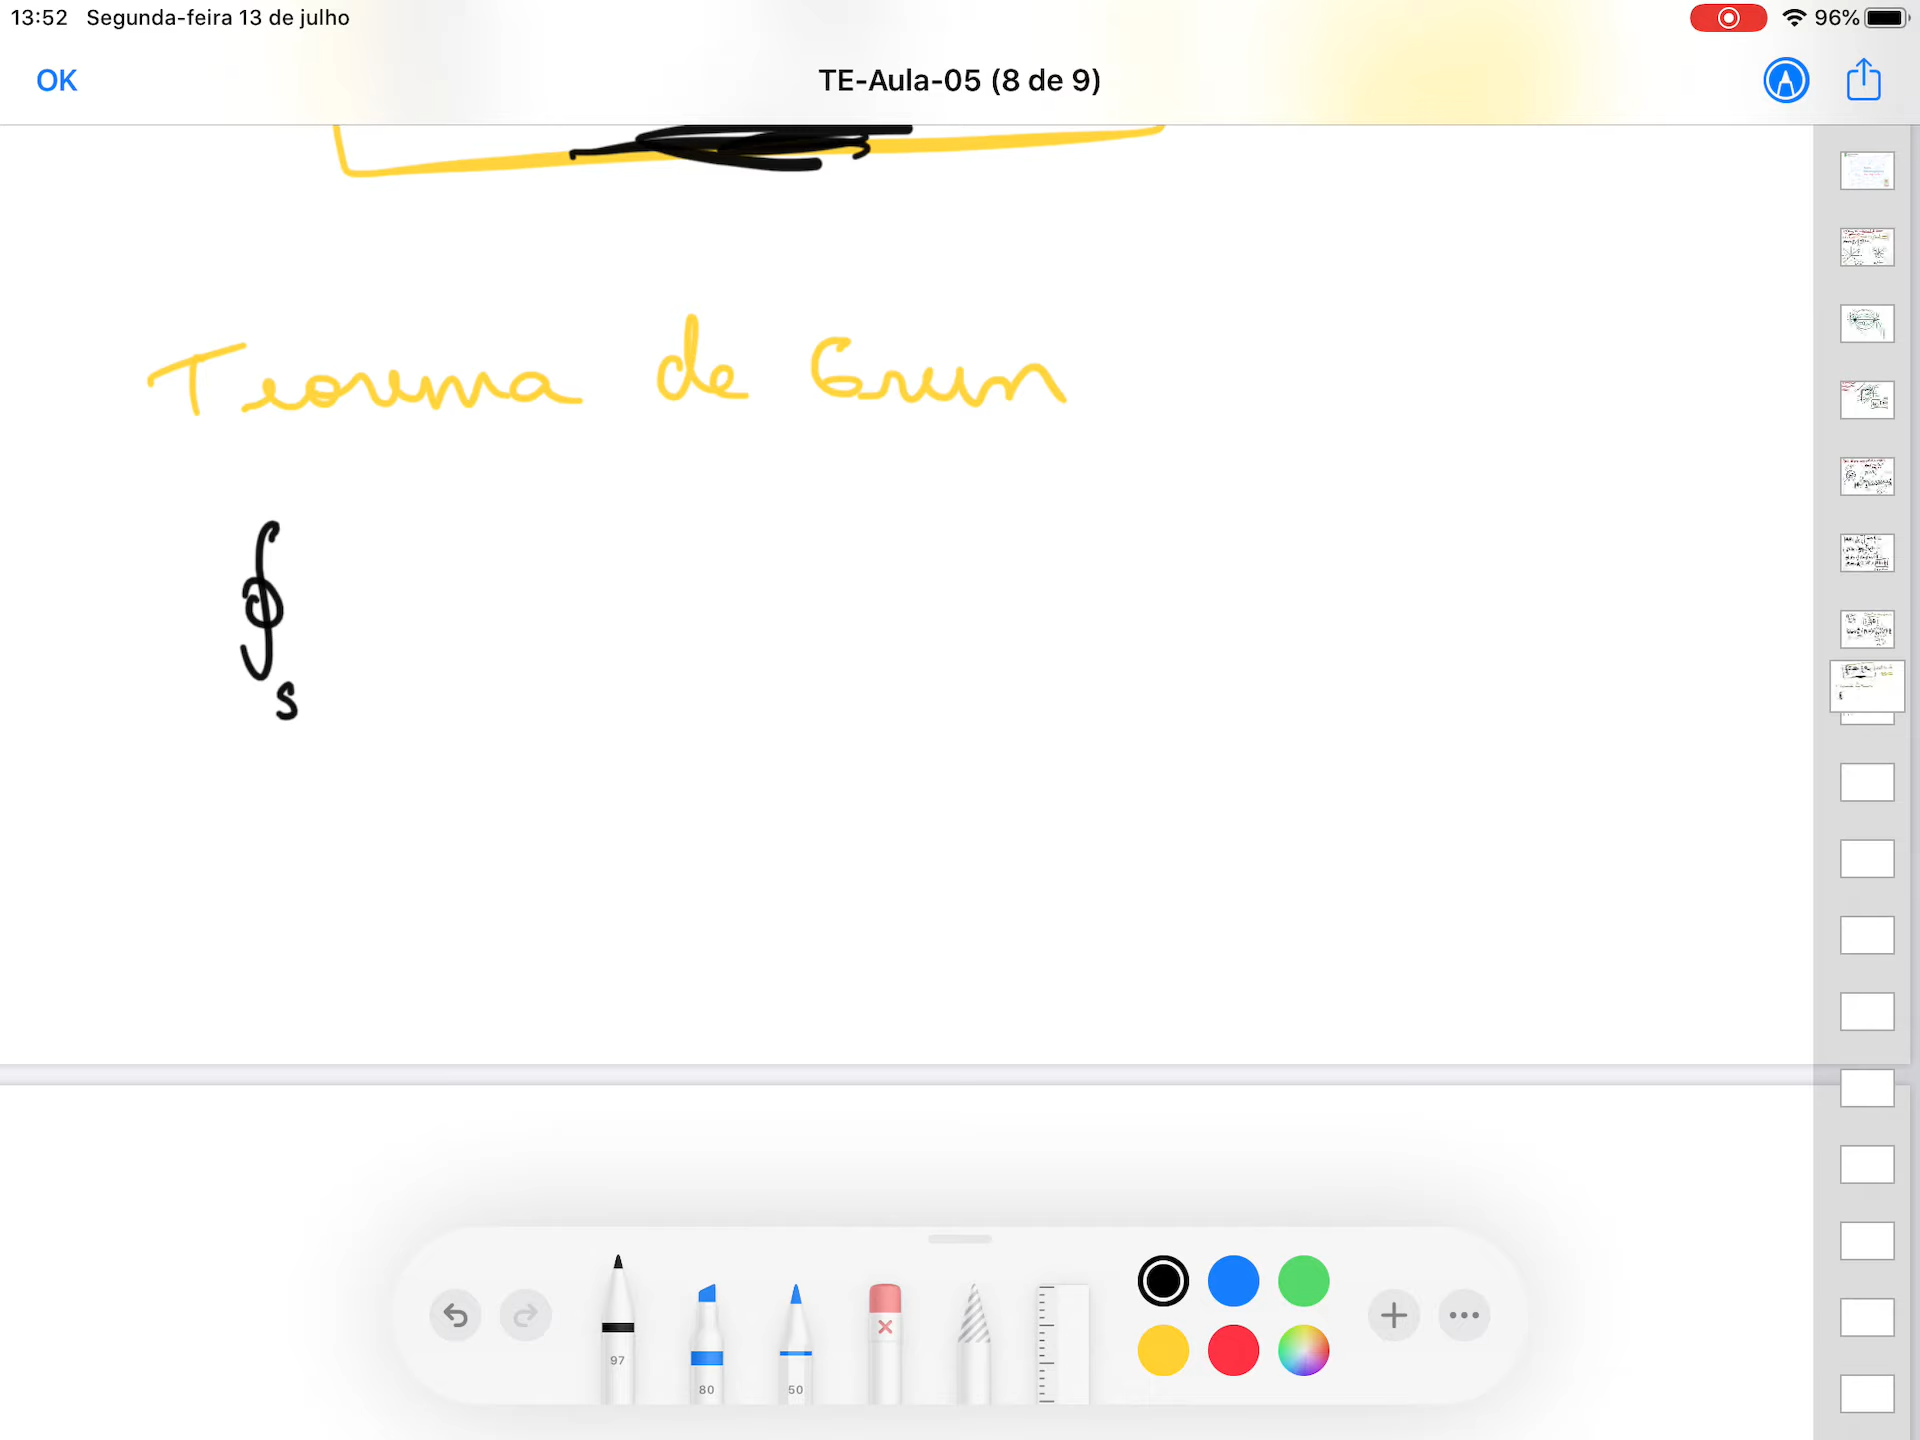 13:52 Segunda-feira 13 de julho 96%
OK TE-Aula-05 (8 de 9)
Teorema de Green
∮
s
97 80 50